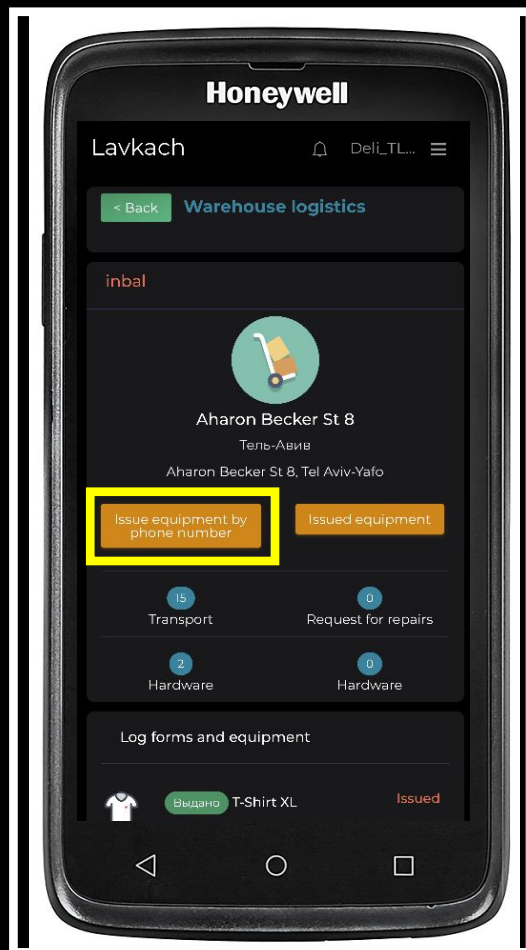 Honeywell
Lavkach
Deli_TL...
< Back
Warehouse logistics
inbal
Aharon Becker St 8
Тель-Авив
Aharon Becker St 8, Tel Aviv-Yafo
Issue equipment by
phone number
Issued equipment
15
Transport
0
Request for repairs
2
Hardware
0
Hardware
Log forms and equipment
Выдано
T-Shirt XL
Issued